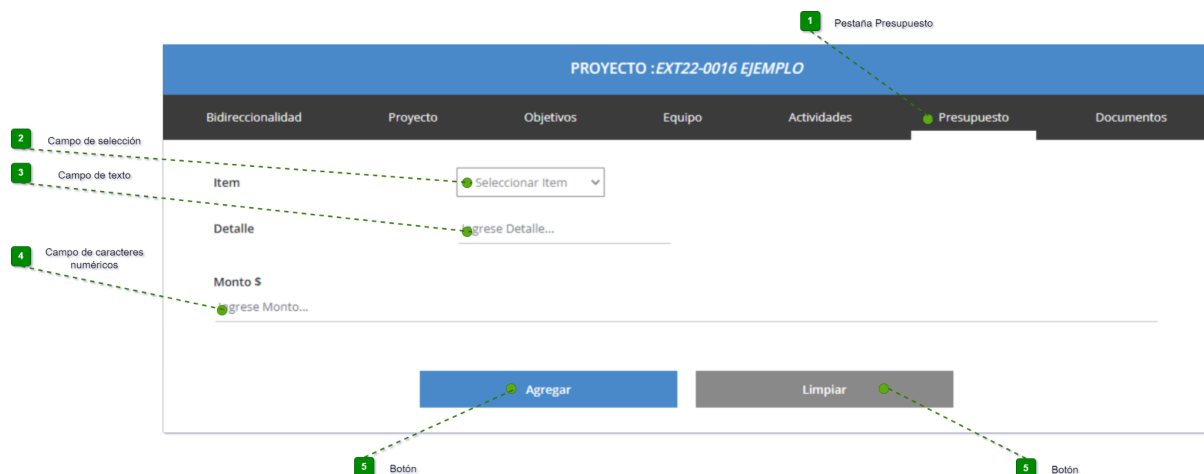 1 Pestaña Presupuesto
PROYECTO :EXT22-0016 EJEMPLO
Bidireccionalidad Proyecto Objetivos Equipo Actividades Presupuesto Documentos
2 Campo de selección
Item Seleccionar Item
3 Campo de texto
Detalle Ingrese Detalle...
4 Campo de caracteres
numéricos
Monto $
Ingrese Monto...
Agregar Limpiar
5 Botón 5 Botón